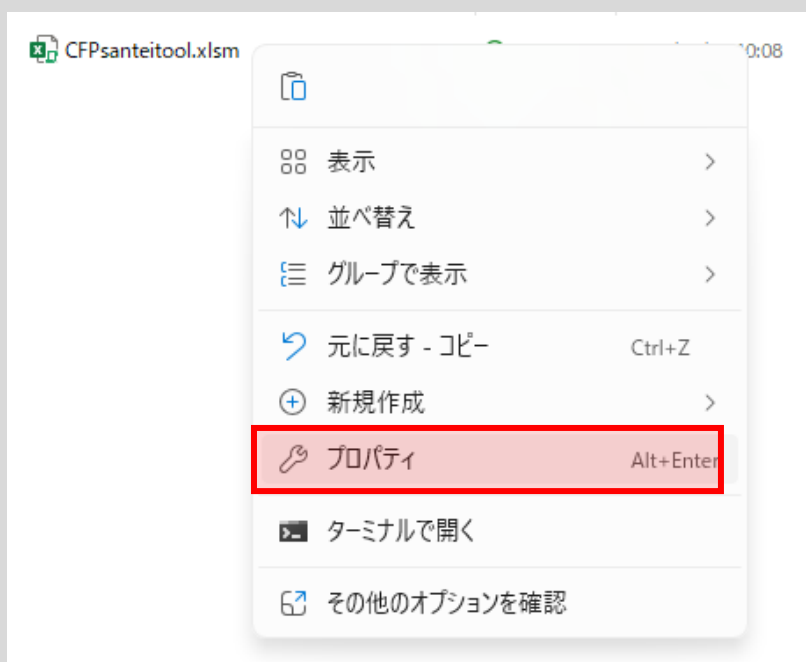 CFPsanteitool.xlsm
0:08
表示
並べ替え
グループで表示
元に戻す - コピー Ctrl+Z
新規作成
プロパティ Alt+Enter
ターミナルで開く
その他のオプションを確認